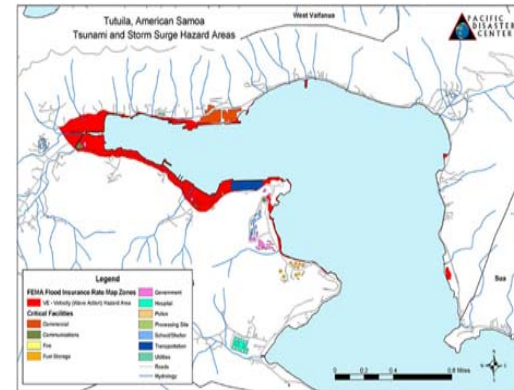 Tutuila, American Samoa
Tsunami and Storm Surge Hazard Areas
West Vaifanua
PACIFIC
DISASTER
CENTER
Sua
Legend
FEMA Flood Insurance Rate Map Zones
VE - Velocity (Wave Action) Hazard Area
Critical Facilities
Commercial
Communications
Fire
Fuel Storage
Government
Hospital
Police
Processing Site
School/Shelter
Transportation
Utilities
Roads
Hydrology
0 0.2 0.4 0.8 Miles